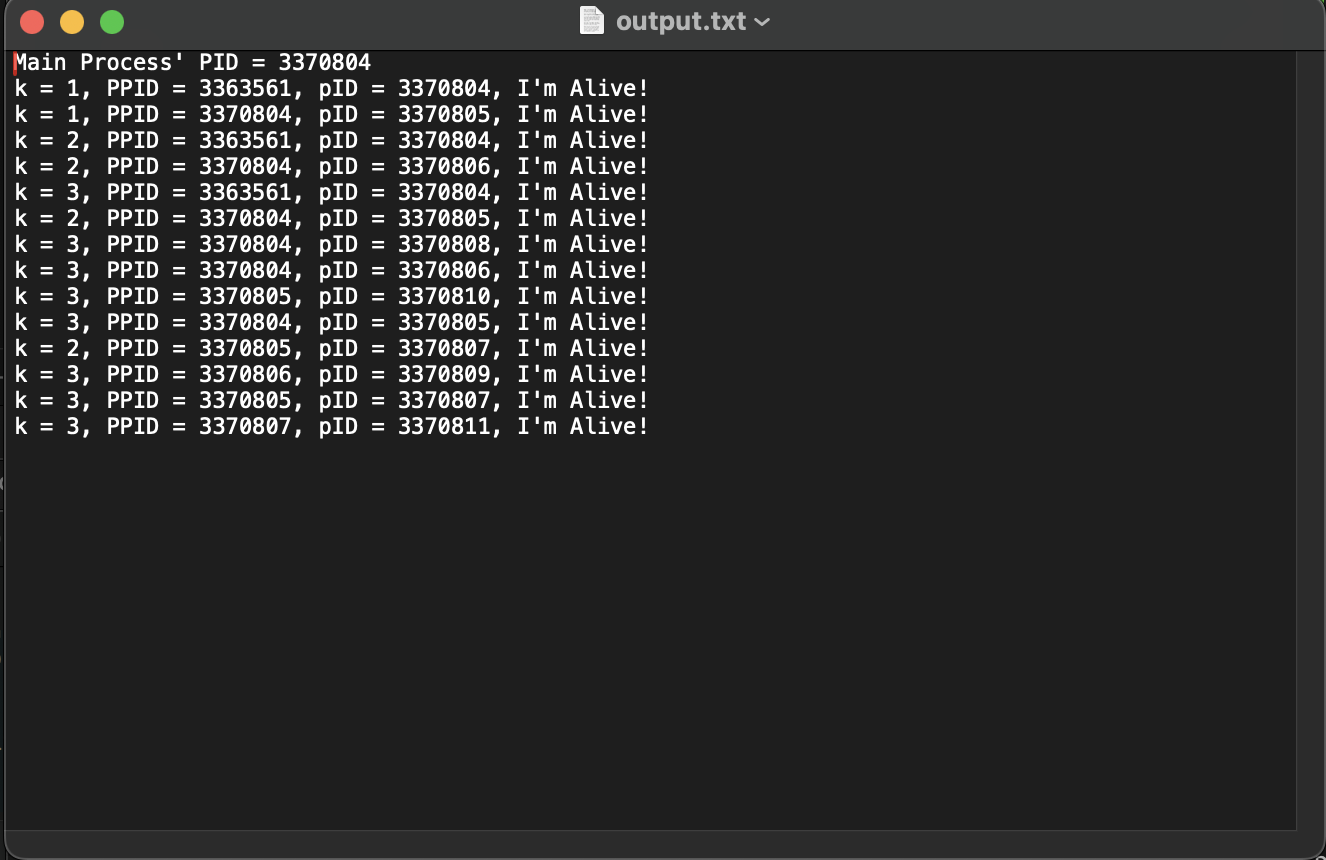 output.txt
Main Process' PID = 3370804
k = 1, PPID = 3363561, pID = 3370804, I'm Alive!
k = 1, PPID = 3370804, pID = 3370805, I'm Alive!
k = 2, PPID = 3363561, pID = 3370804, I'm Alive!
k = 2, PPID = 3370804, pID = 3370806, I'm Alive!
k = 3, PPID = 3363561, pID = 3370804, I'm Alive!
k = 2, PPID = 3370804, pID = 3370805, I'm Alive!
k = 3, PPID = 3370804, pID = 3370808, I'm Alive!
k = 3, PPID = 3370804, pID = 3370806, I'm Alive!
k = 3, PPID = 3370805, pID = 3370810, I'm Alive!
k = 3, PPID = 3370804, pID = 3370805, I'm Alive!
k = 2, PPID = 3370805, pID = 3370807, I'm Alive!
k = 3, PPID = 3370806, pID = 3370809, I'm Alive!
k = 3, PPID = 3370805, pID = 3370807, I'm Alive!
k = 3, PPID = 3370807, pID = 3370811, I'm Alive!